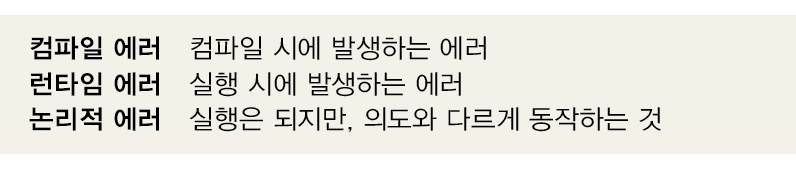 컴파일 에러 컴파일 시에 발생하는 에러
런타임 에러 실행 시에 발생하는 에러
논리적 에러 실행은 되지만, 의도와 다르게 동작하는 것